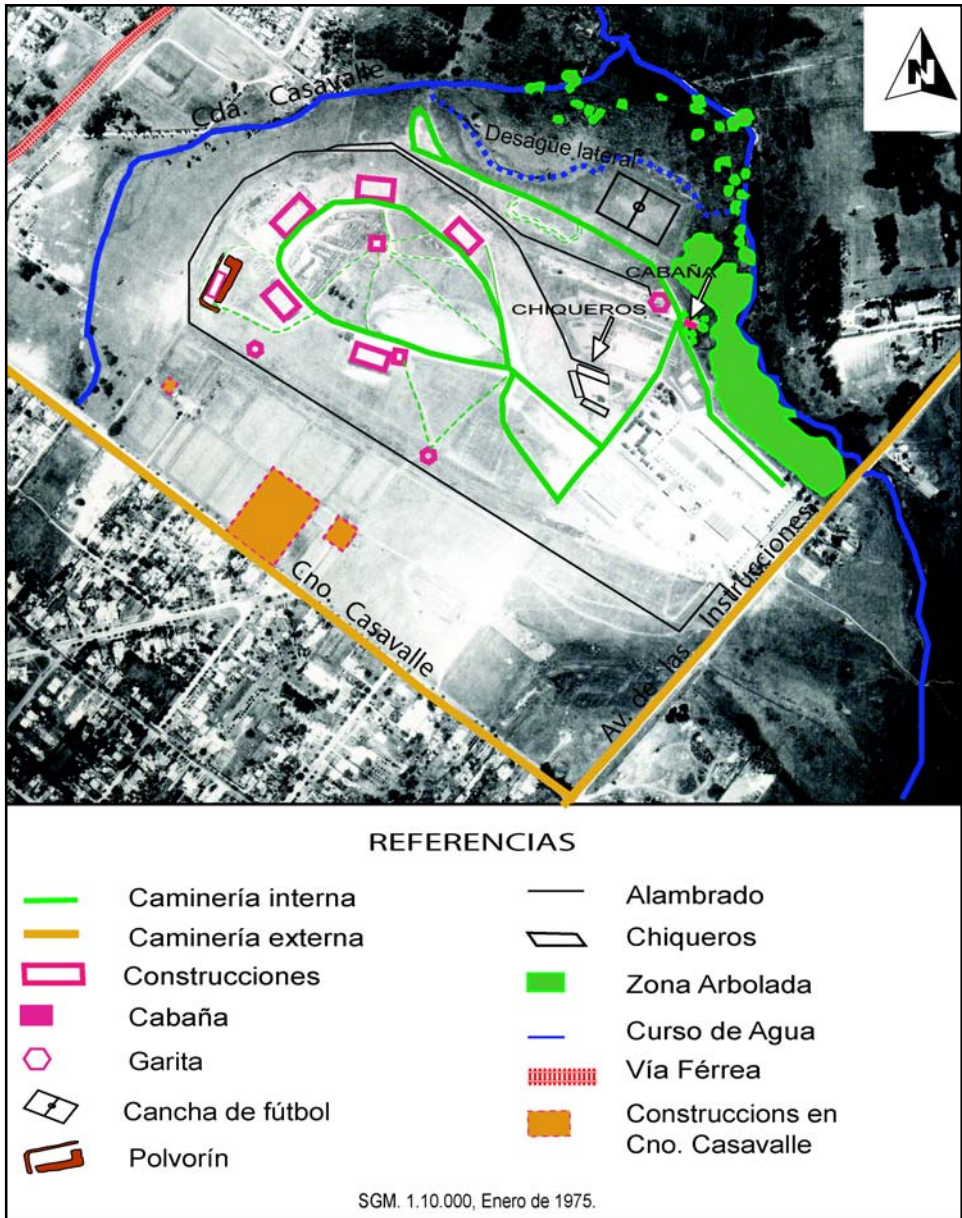 N
Cda. Casavalle
Desagüe lateral
CABAÑA
CHIQUEROS
Cno. Casavalle
Av. de las Instrucciones
REFERENCIAS
Caminería interna
Caminería externa
Construcciones
Cabaña
Garita
Cancha de fútbol
Polvorín
Alambrado
Chiqueros
Zona Arbolada
Curso de Agua
Vía Férrea
Construccions en
Cno. Casavalle
SGM. 1.10.000, Enero de 1975.